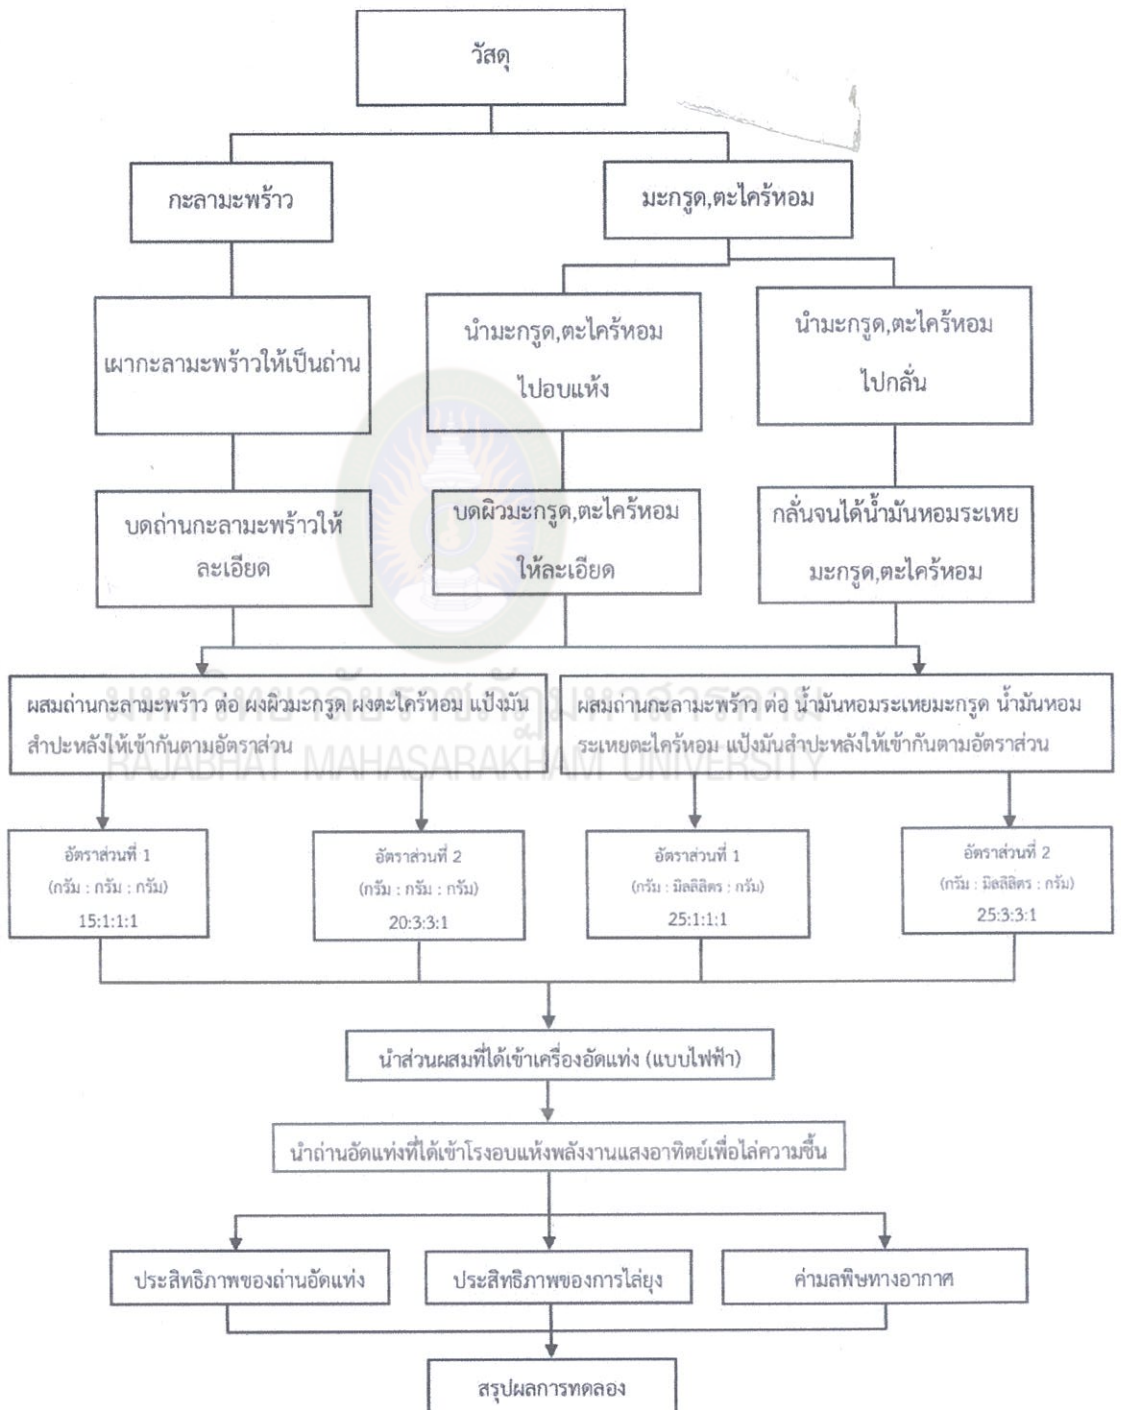 วัสดุ
กะลามะพร้าว
มะกรูด,ตะไคร้หอม
เผากะลามะพร้าวให้เป็นถ่าน
นำมะกรูด,ตะไคร้หอม
ไปอบแห้ง
นำมะกรูด,ตะไคร้หอม
ไปกลั่น
บดถ่านกะลามะพร้าวให้
ละเอียด
บดผิวมะกรูด,ตะไคร้หอม
ให้ละเอียด
กลั่นจนได้น้ำมันหอมระเหย
มะกรูด,ตะไคร้หอม
ผสมถ่านกะลามะพร้าว ต่อ ผงผิวมะกรูด ผงตะไคร้หอม แป้งมัน
สำปะหลังให้เข้ากันตามอัตราส่วน
ผสมถ่านกะลามะพร้าว ต่อ น้ำมันหอมระเหยมะกรูด น้ำมันหอม
ระเหยตะไคร้หอม แป้งมันสำปะหลังให้เข้ากันตามอัตราส่วน
มหาวิทยาลัยราชภัฏมหาสารคาม
RAJABHAT MAHASARAKHAM UNIVERSITY
อัตราส่วนที่ 1
(กรัม : กรัม : กรัม)
15:1:1:1
อัตราส่วนที่ 2
(กรัม : กรัม : กรัม)
20:3:3:1
อัตราส่วนที่ 1
(กรัม : มิลลิลิตร : กรัม)
25:1:1:1
อัตราส่วนที่ 2
(กรัม : มิลลิลิตร : กรัม)
25:3:3:1
นำส่วนผสมที่ได้เข้าเครื่องอัดแท่ง (แบบไฟฟ้า)
นำถ่านอัดแท่งที่ได้เข้าโรงอบแห้งพลังงานแสงอาทิตย์เพื่อไล่ความชื้น
ประสิทธิภาพของถ่านอัดแท่ง
ประสิทธิภาพของการไล่ยุง
ค่ามลพิษทางอากาศ
สรุปผลการทดลอง